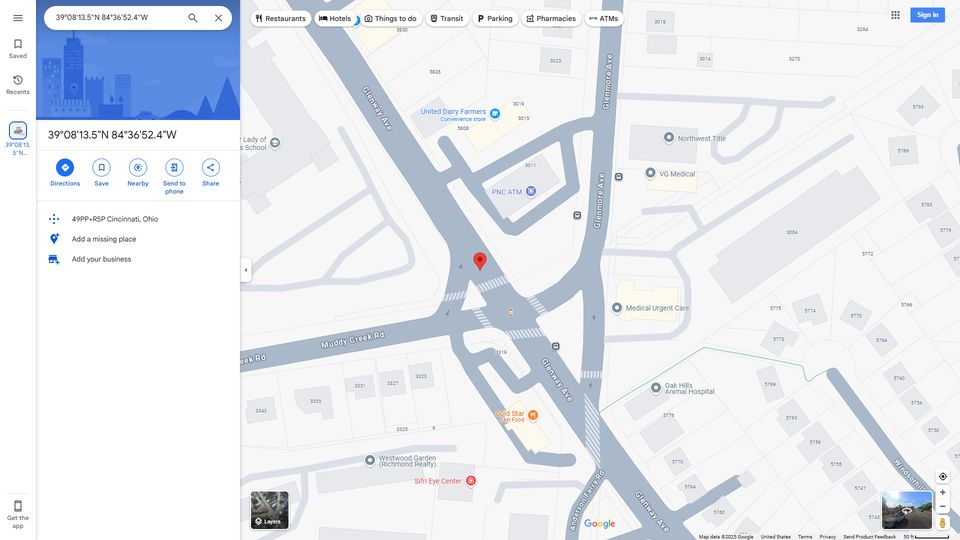 39°08'13.5"N 84°36'52.4"W
Restaurants
Hotels
Things to do
Transit
Parking
Pharmacies
ATMs
Sign in
Saved
Recents
39°08'13.
5"N...
39°08'13.5"N 84°36'52.4"W
Directions
Save
Nearby
Send to
phone
Share
49PP+R5P Cincinnati, Ohio
Add a missing place
Add your business
Get the
app
5830
3018
3264
5826
3023
3014
3270
Glenway Ave
Glenmore Ave
United Dairy Farmers
Convenience store
3019
3015
5808
5793
Lady of
School
Northwest Title
5789
3011
PNC ATM
VG Medical
Glenmore Ave
5785
3004
5782
5775
5772
5766
Medical Urgent Care
5774
5770
5773
5764
Muddy Creek Rd
eek Rd
3319
Glenway Ave
3323
3327
3331
3335
3343
3325
Gold Star
Fast Food
Oak Hills
Animal Hospital
5769
5760
5754
5763
5776
5759
5755
5749
5770
5764
Westwood Garden
(Richmond Realty)
Sifri Eye Center
Anderson Ferry Rd
Glenway Ave
Layers
Google
Map data ©2025 Google
United States
Terms
Privacy
Send Product Feedback
50 ft